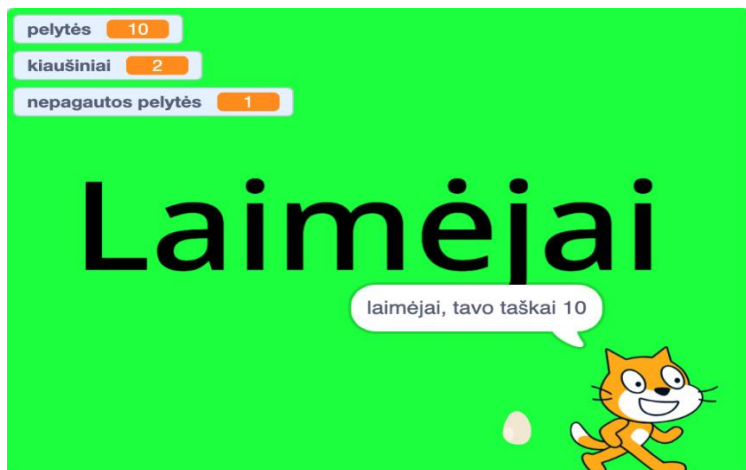 pelytės 10
kiaušiniai 2
nepagautos pelytės 1
Laimėjai
laimėjai, tavo taškai 10